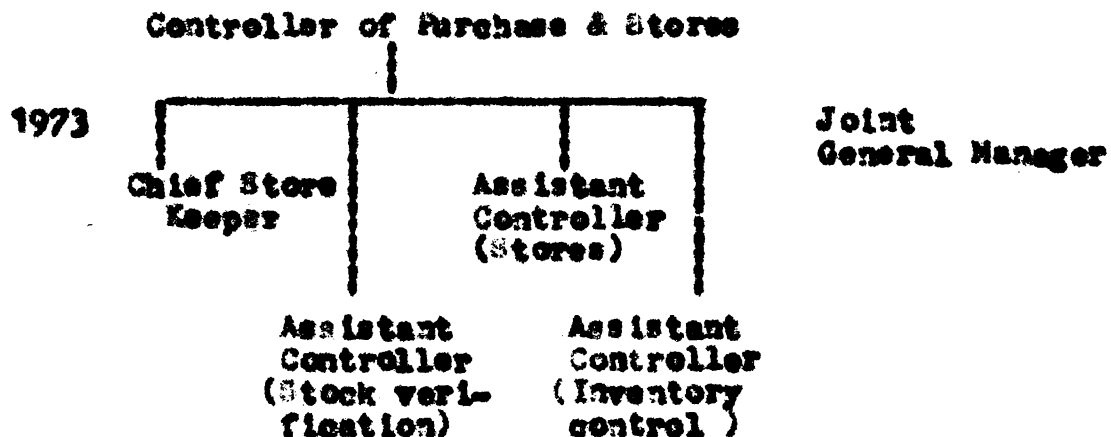 Controller of Purchase & Stores
1973
Joint
General Manager
Chief Store
Keeper
Assistant
Controller
(Stores)
Assistant
Controller
(Stock veri-
fication)
Assistant
Controller
(Inventory
control )